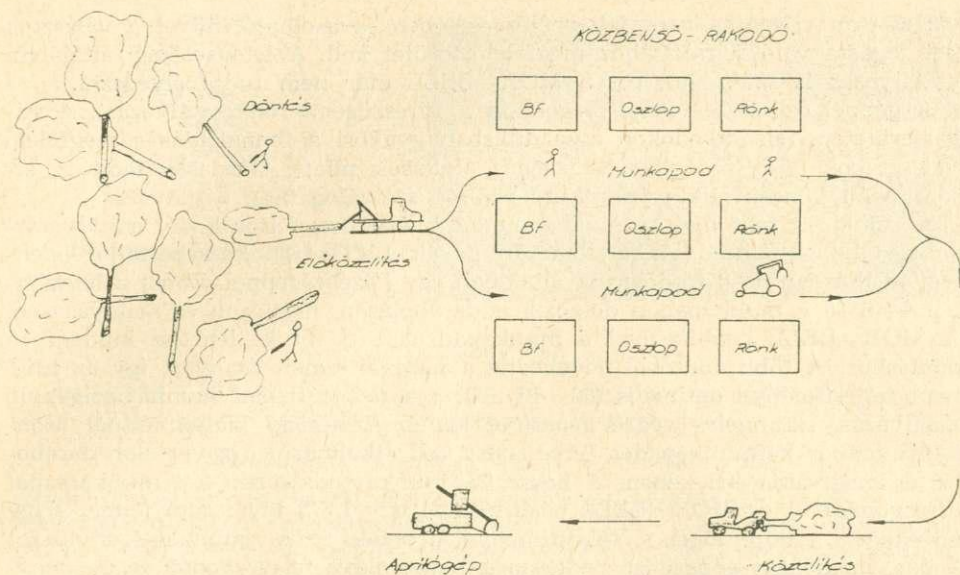 KÖZBENSŐ-RAKODÓ
Döntés
Bf Oszlop Rönk
Munkapad
Bf Oszlop Rönk
Előközelítés
Munkapad
Bf. Oszlop Rönk
Aprítógép
Közelítés